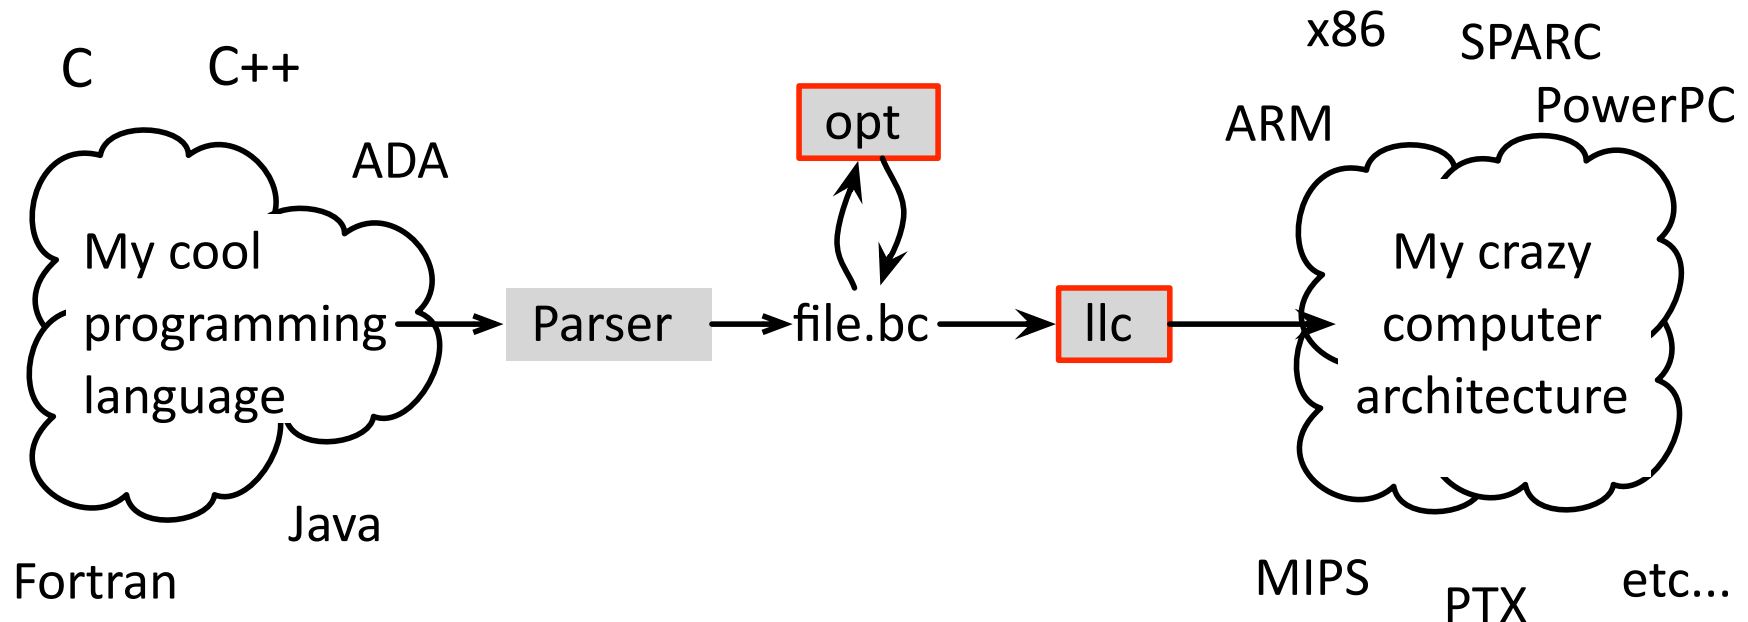 C
C++
ADA
My cool
programming
language
Java
Fortran
Parser
opt
file.bc
llc
x86
SPARC
PowerPC
ARM
My crazy
computer
architecture
MIPS
PTX
etc...